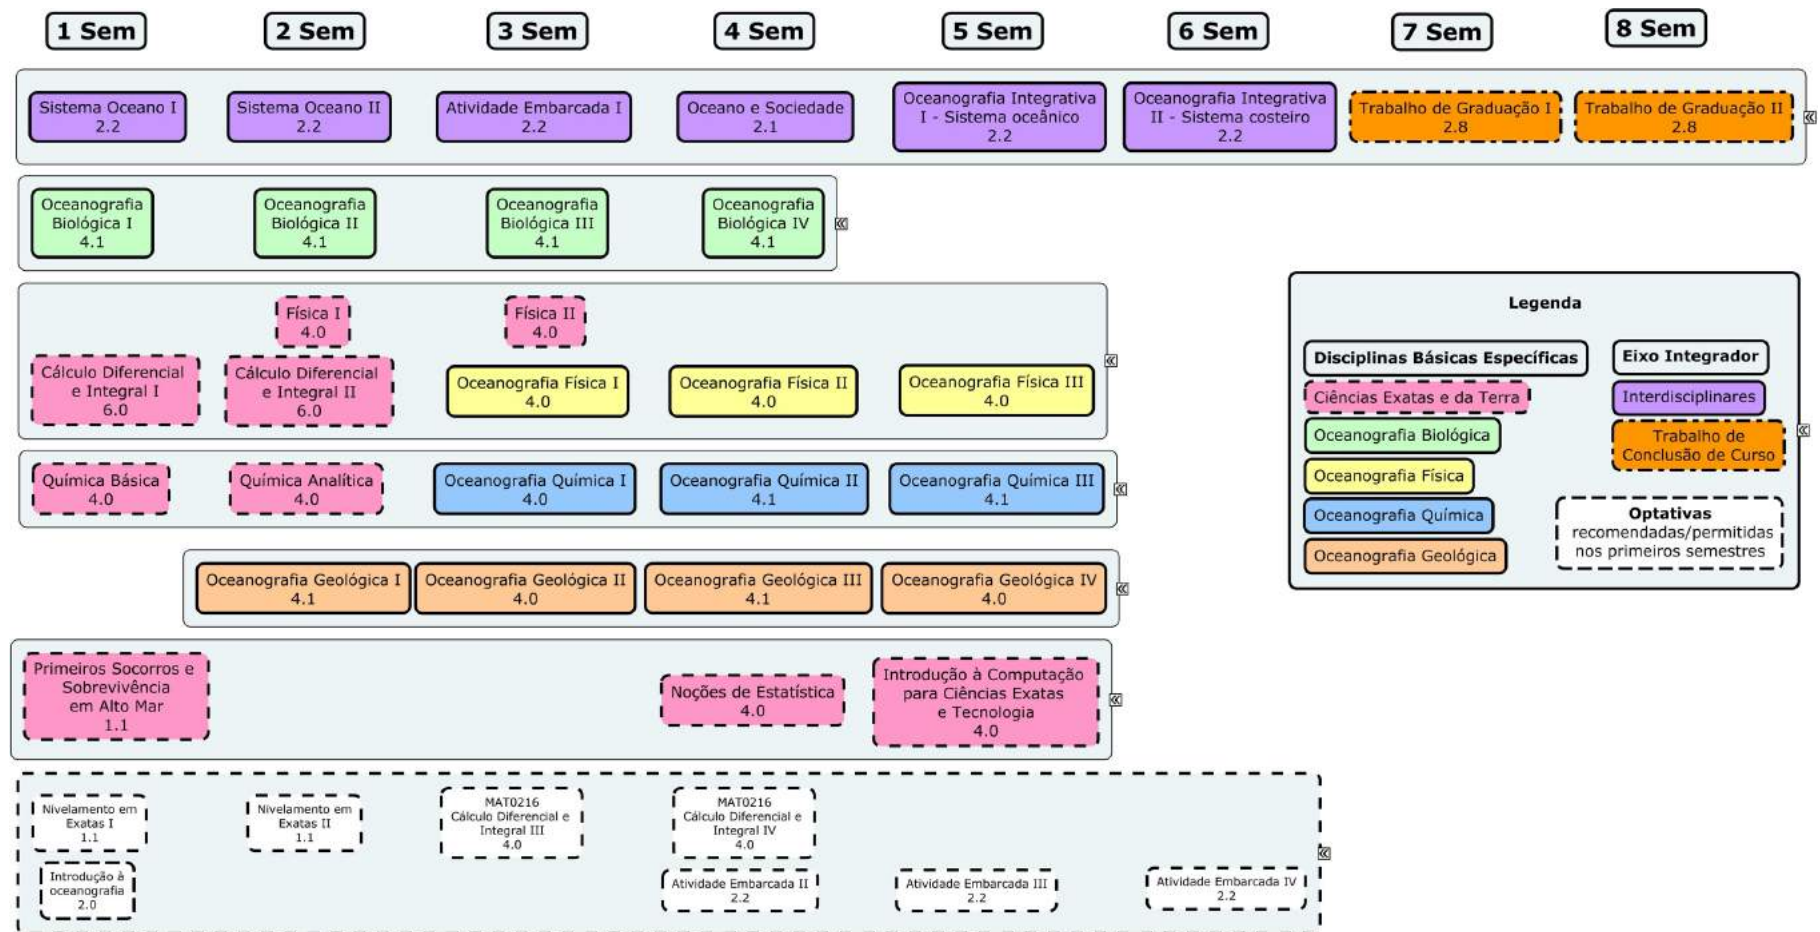 1 Sem
2 Sem
3 Sem
4 Sem
5 Sem
6 Sem
7 Sem
8 Sem
Sistema Oceano I
2.2
Sistema Oceano II
2.2
Atividade Embarcada I
2.2
Oceano e Sociedade
2.1
Oceanografia Integrativa
I - Sistema oceânico
2.2
Oceanografia Integrativa
II - Sistema costeiro
2.2
Trabalho de Graduação I
2.8
Trabalho de Graduação II
2.8
Oceanografia
Biológica I
4.1
Oceanografia
Biológica II
4.1
Oceanografia
Biológica III
4.1
Oceanografia
Biológica IV
4.1
Física I
4.0
Física II
4.0
Cálculo Diferencial
e Integral I
6.0
Cálculo Diferencial
e Integral II
6.0
Oceanografia Física I
4.0
Oceanografia Física II
4.0
Oceanografia Física III
4.0
Química Básica
4.0
Química Analítica
4.0
Oceanografia Química I
4.0
Oceanografia Química II
4.1
Oceanografia Química III
4.1
Oceanografia Geológica I
4.1
Oceanografia Geológica II
4.0
Oceanografia Geológica III
4.1
Oceanografia Geológica IV
4.0
Primeiros Socorros e
Sobrevivência
em Alto Mar
1.1
Noções de Estatística
4.0
Introdução à Computação
para Ciências Exatas
e Tecnologia
4.0
Nivelamento em
Exatas I
1.1
Nivelamento em
Exatas II
1.1
MAT0216
Cálculo Diferencial e
Integral III
4.0
MAT0216
Cálculo Diferencial e
Integral IV
4.0
Introdução à
oceanografia
2.0
Atividade Embarcada II
2.2
Atividade Embarcada III
2.2
Atividade Embarcada IV
2.2
Legenda
Disciplinas Básicas Específicas
Ciências Exatas e da Terra
Oceanografia Biológica
Oceanografia Física
Oceanografia Química
Oceanografia Geológica
Eixo Integrador
Interdisciplinares
Trabalho de
Conclusão de Curso
Optativas
recomendadas/permitidas
nos primeiros semestres